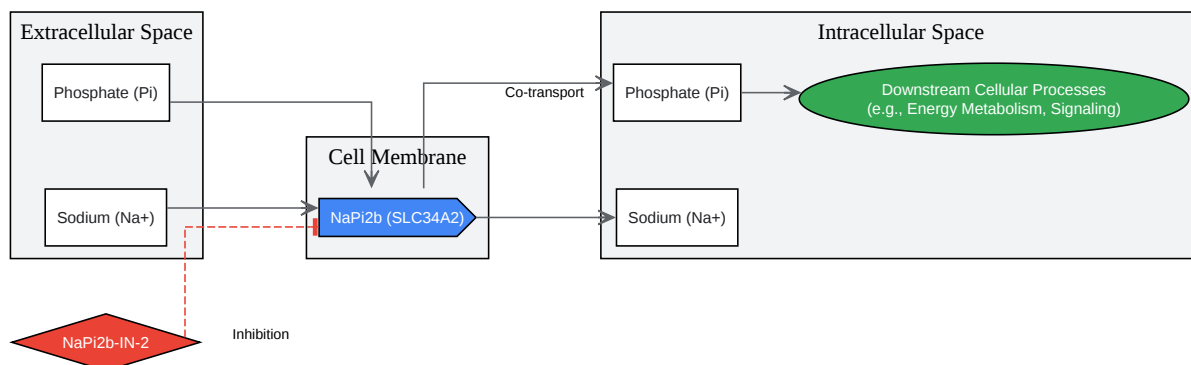 Extracellular Space
Phosphate (Pi)
Sodium (Na+)
Cell Membrane
NaPi2b (SLC34A2)
Co-transport
Intracellular Space
Phosphate (Pi)
Downstream Cellular Processes
(e.g., Energy Metabolism, Signaling)
Sodium (Na+)
NaPi2b-IN-2
Inhibition